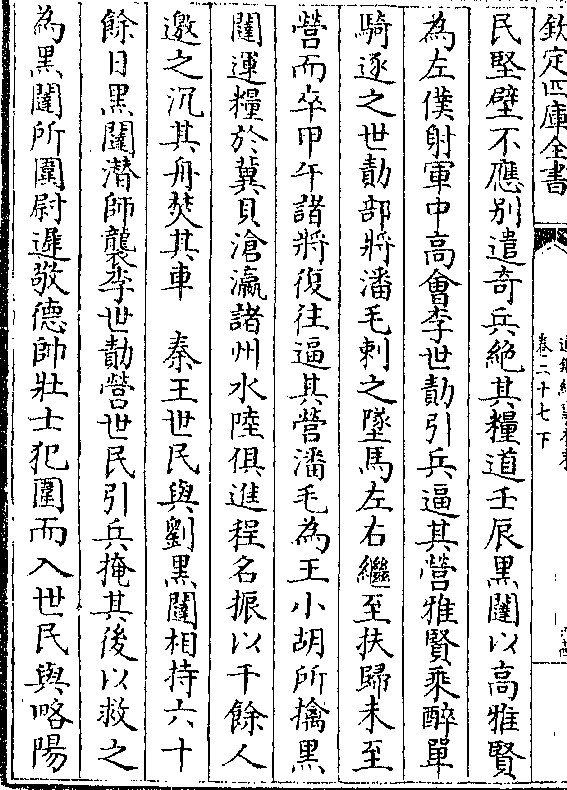 欽定四庫全書
卷二十七下
民堅壁不應別遣奇兵絶其糧道壬辰黑闥以高雅賢
為左僕射軍中高㑹李世勣引兵逼其營雅賢乘醉單
騎逐之世勣部將潘毛刺之墜馬左右繼至扶歸未至
營而卒甲午諸將復往逼其營潘毛為王小胡所擒黑
闥運糧於冀貝滄瀛諸州水陸俱進程名振以千餘人
邀之沉其舟焚其車　秦王世民與劉黑闥相持六十
餘日黑闥潜師襲李世勣營世民引兵掩其後以救之
為黑闥所圍尉遲敬德帥壯士犯圍而入世民與略陽